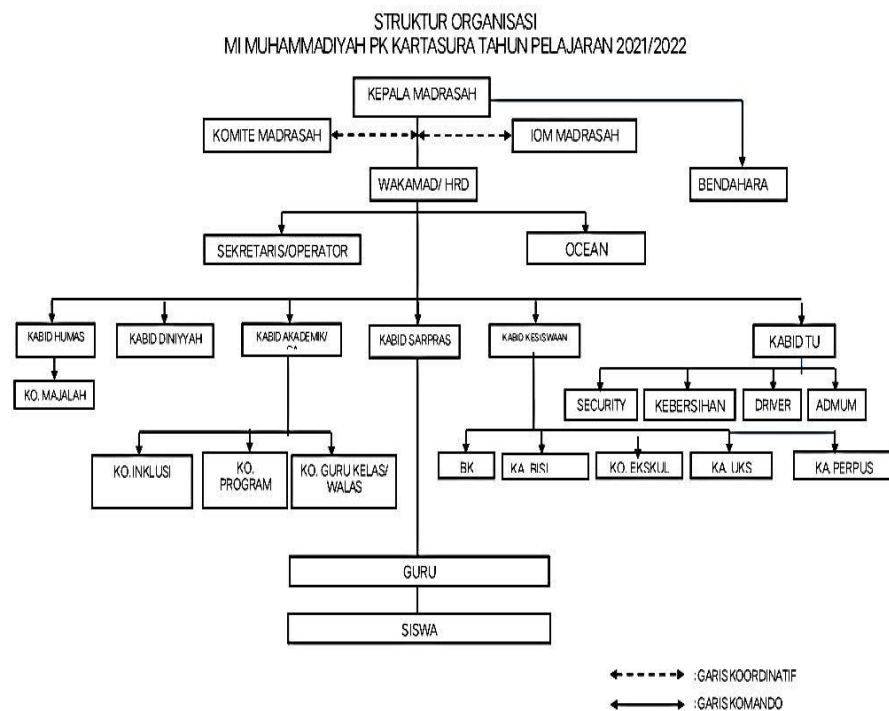 STRUKTUR ORGANISASI
MI MUHAMMADIYAH PK KARTASURA TAHUN PELAJARAN 2021/2022
KEPALA MADRASAH
KOMITE MADRASAH
IOM MADRASAH
WAKAMAD/ HRD
BENDAHARA
SEKRETARIS/OPERATOR
OCEAN
KABID HUMAS
KABID DINIYYAH
KABID AKADEMIK/
KABID SARPRAS
KABID KESISWAAN
KABID TU
KO. MAJALAH
SECURITY
KEBERSIHAN
DRIVER
ADMUM
KO. INKLUSI
KO.
PROGRAM
KO. GURU KELAS/
WALAS
BK
KA.
KO. EKSKUL
KA. UKS
KA. PERPUS
GURU
SISWA
:GARIS KOORDINATIF
:GARIS KOMANDO